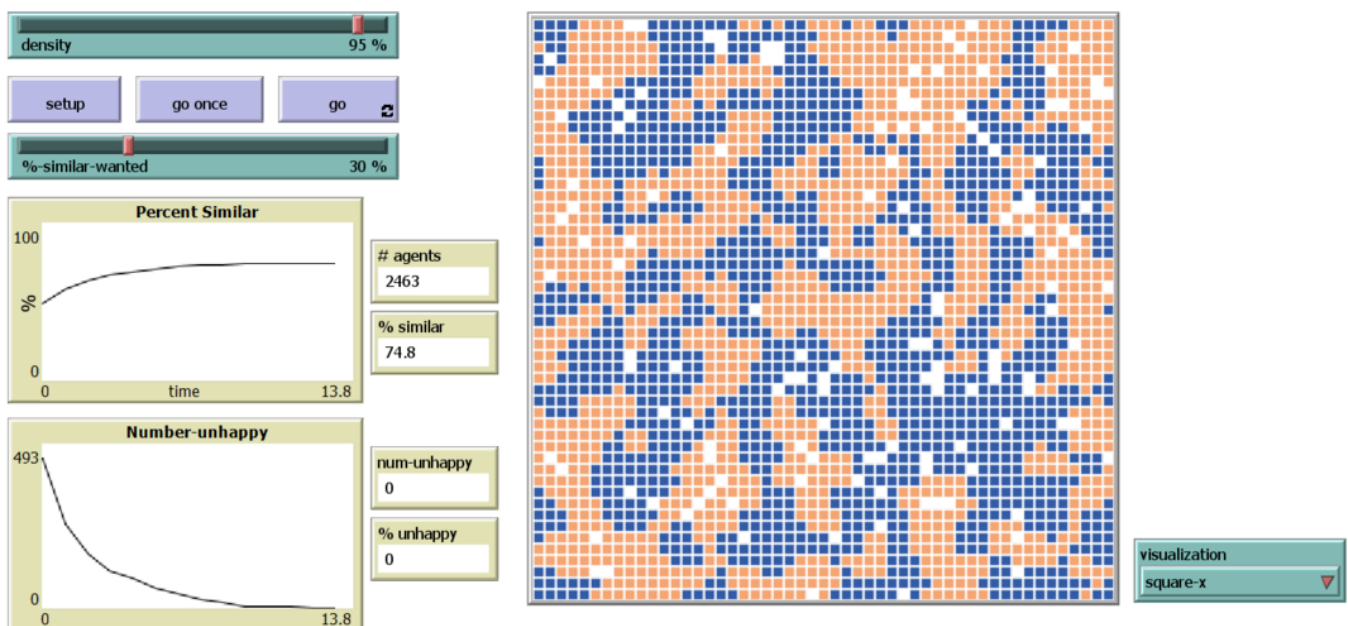 density 95 %
setup
go once
go
%-similar-wanted 30 %
Percent Similar
100
%
0
0 time 13.8
# agents
2463
% similar
74.8
Number-unhappy
493
0
0 13.8
num-unhappy
0
% unhappy
0
visualization
square-x